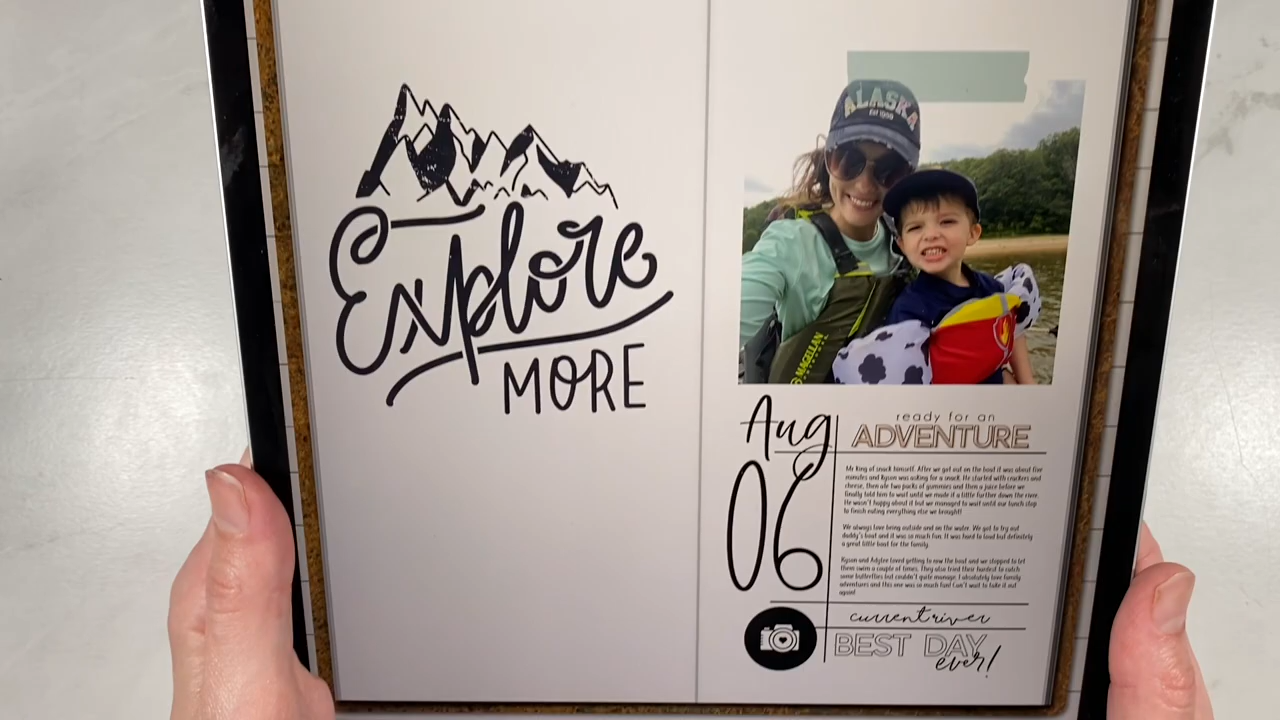 Explore
MORE
ALASKA
Est 1959
MAGELLAN
Aug
06
ready for an
ADVENTURE
Mr king of snack himself. After we got out on the boat it was about five
minutes and Kyson was asking for a snack. He started with crackers and
cheese, then ate two packs of gummies and then a juice before we
finally told him to wait until we made it a little further down the river.
He wasn't happy about it but we managed to wait until our lunch stop
to finish eating everything else we brought!!
We always love being outside and on the water. We got to try out
daddy's boat and it was so much fun. It was hard to load but definitely
a great little boat for the family.
Kyson and Adylee loved getting to row the boat and we stopped to let
them swim a couple of times. They also tried their hardest to catch
some butterflies but couldn't quite manage. I absolutely love family
adventures and this one was so much fun! Can't wait to take it out
again!
current river
BEST DAY
ever!